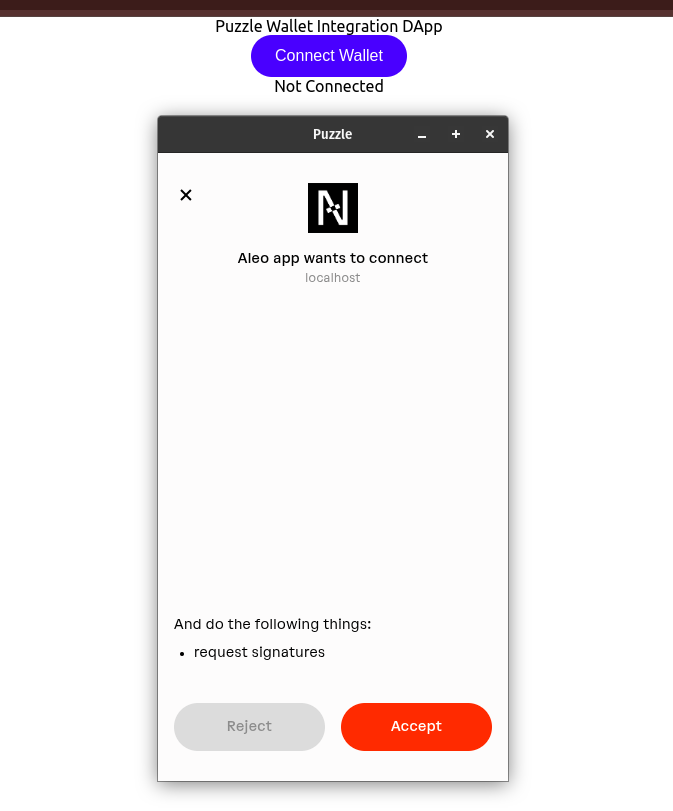 Puzzle Wallet Integration DApp
Connect Wallet
Not Connected
Puzzle
Aleo app wants to connect
localhost
And do the following things:
• request signatures
Reject
Accept